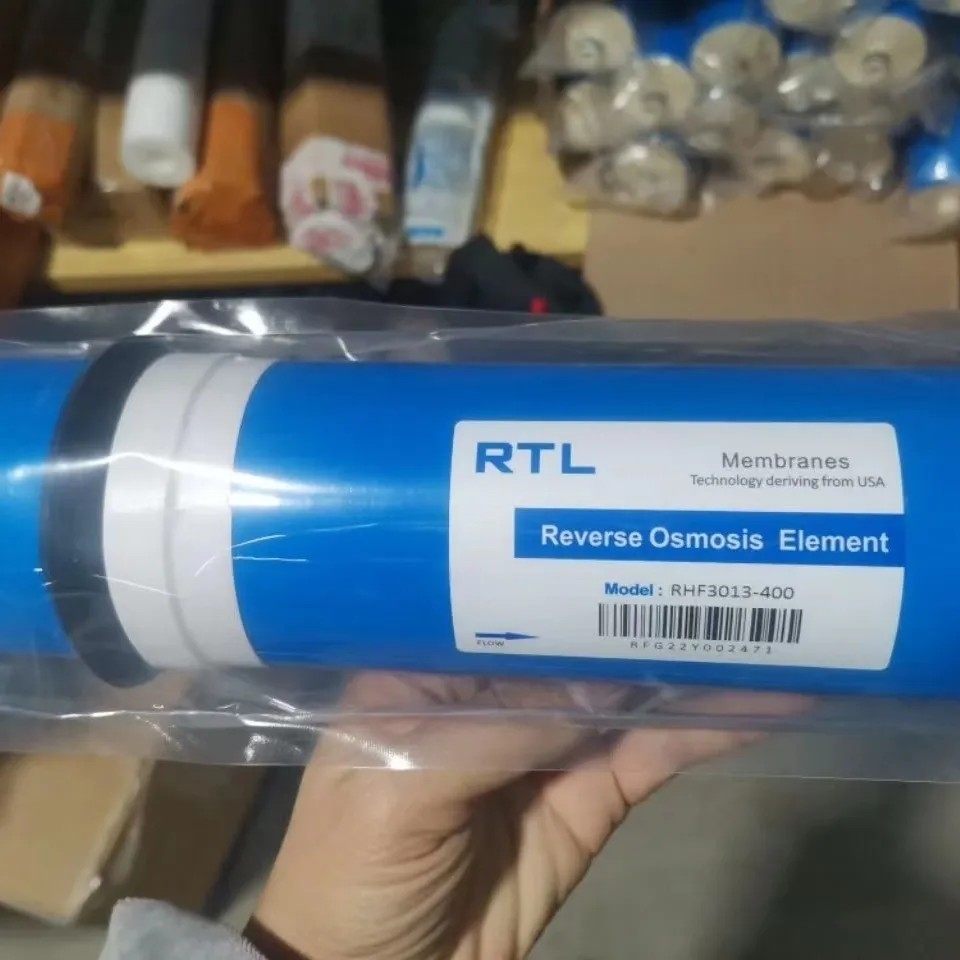 RTL
Membranes
Technology deriving from USA
Reverse Osmosis Element
Model : RHF3013-400
RFG22Y002471
FLOW